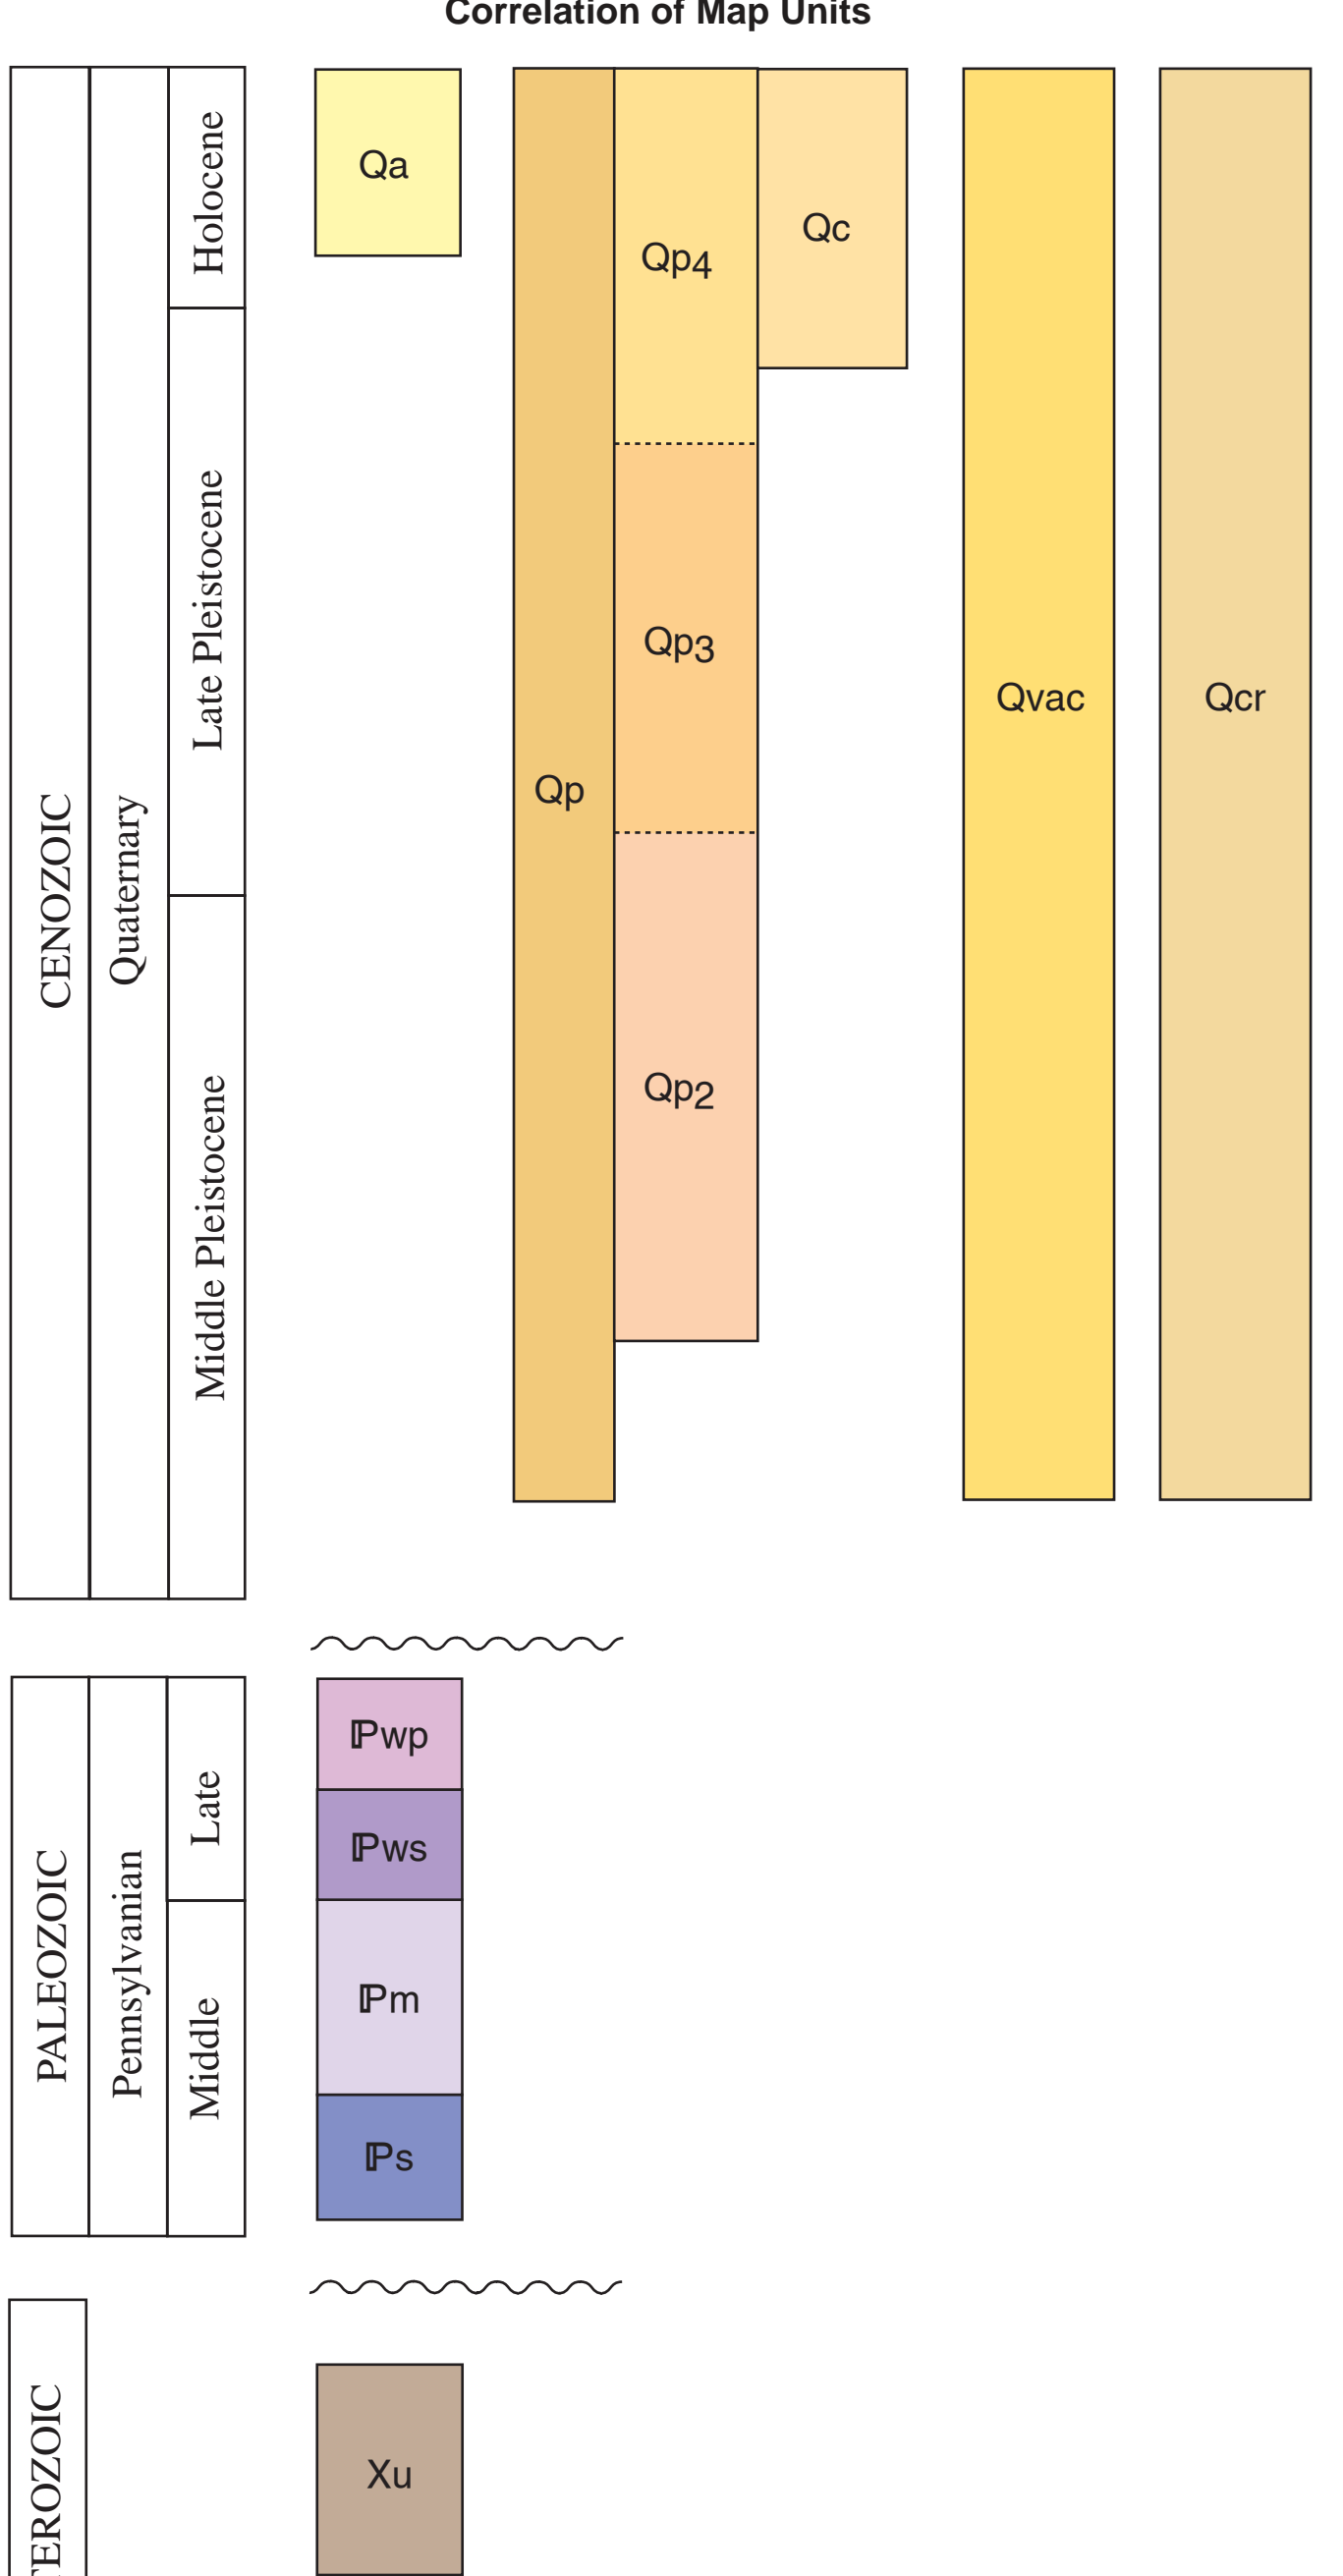 Correlation of Map Units
CENOZOIC
Quaternary
Holocene
Late Pleistocene
Middle Pleistocene
Qa
Qp
Qp4
Qp3
Qp2
Qc
Qvac
Qcr
PALEOZOIC
Pennsylvanian
Late
Middle
ℙwp
ℙws
ℙm
ℙs
TEROZOIC
Xu